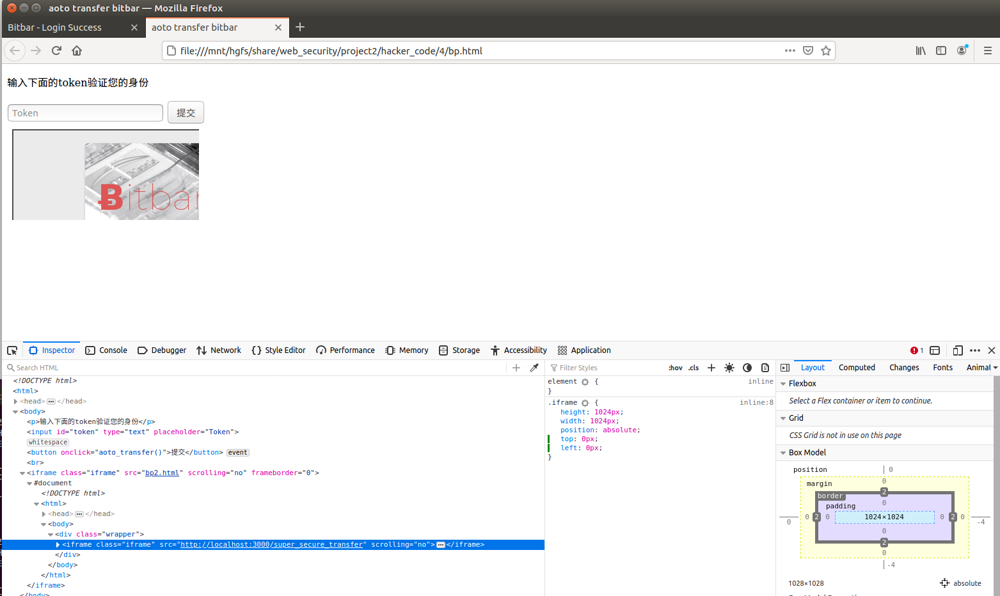 aoto transfer bitbar — Mozilla Firefox
Bitbar - Login Success
aoto transfer bitbar
file:///mnt/hgfs/share/web_security/project2/hacker_code/4/bp.html
输入下面的token验证您的身份
Token
提交
Bitbar
Inspector Console Debugger Network Style Editor Performance Memory Storage Accessibility Application 1
Search HTML
<!DOCTYPE html>
<html>
<head> </head>
<body>
<p>输入下面的token验证您的身份</p>
<input id="token" type="text" placeholder="Token">
whitespace
<button onclick="aoto_transfer()">提交</button> event
<br>
<iframe class="iframe" src="bp2.html" scrolling="no" frameborder="0">
#document
<!DOCTYPE html>
<html>
<head> </head>
<body>
<div class="wrapper">
<iframe class="iframe" src="http://localhost:3000/super_secure_transfer" scrolling="no"> </iframe>
</div>
</body>
</html>
</iframe>
</body>
Filter Styles :hov .cls
element { inline
}
.iframe { inline:8
height: 1024px;
width: 1024px;
position: absolute;
top: 0px;
left: 0px;
}
Layout Computed Changes Fonts Animat
Flexbox
Select a Flex container or item to continue.
Grid
CSS Grid is not in use on this page
Box Model
position 0
margin 0
border 2
padding 0
0 0 2 0 1024×1024 0 2 0 -4
0
2
0
-4
1028×1028 absolute